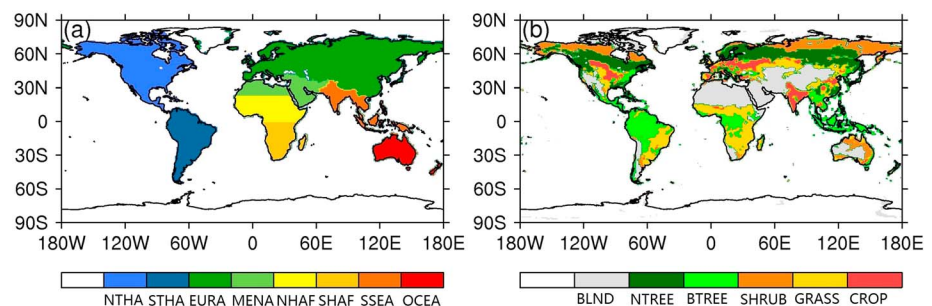 (a)
90N
60N
30N
0
30S
60S
90S
180W 120W 60W 0 60E 120E 180E
NTHA STHA EURA MENA NHAF SHAF SSEA OCEA
(b)
90N
60N
30N
0
30S
60S
90S
180W 120W 60W 0 60E 120E 180E
BLND NTREE BTREE SHRUB GRASS CROP